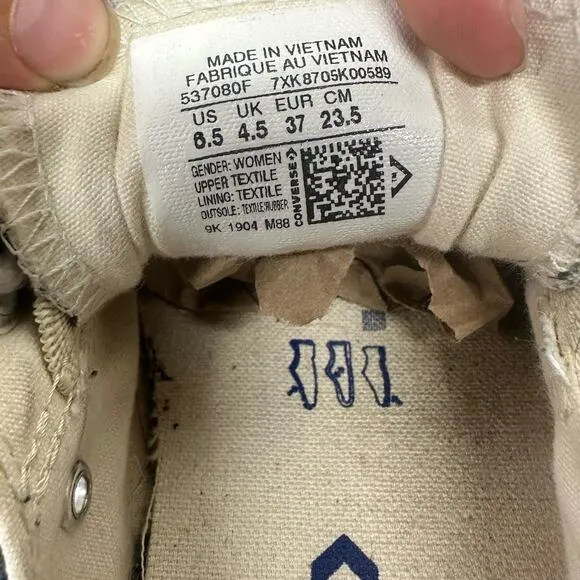 MADE IN VIETNAM
FABRIQUE AU VIETNAM
537080F 7XK8705K00589
US UK EUR CM
6.5 4.5 37 23.5
GENDER: WOMEN
UPPER TEXTILE
LINING: TEXTILE
OUTSOLE: TEXTILE/RUBBER
9K 1904 M88
CONVERSE